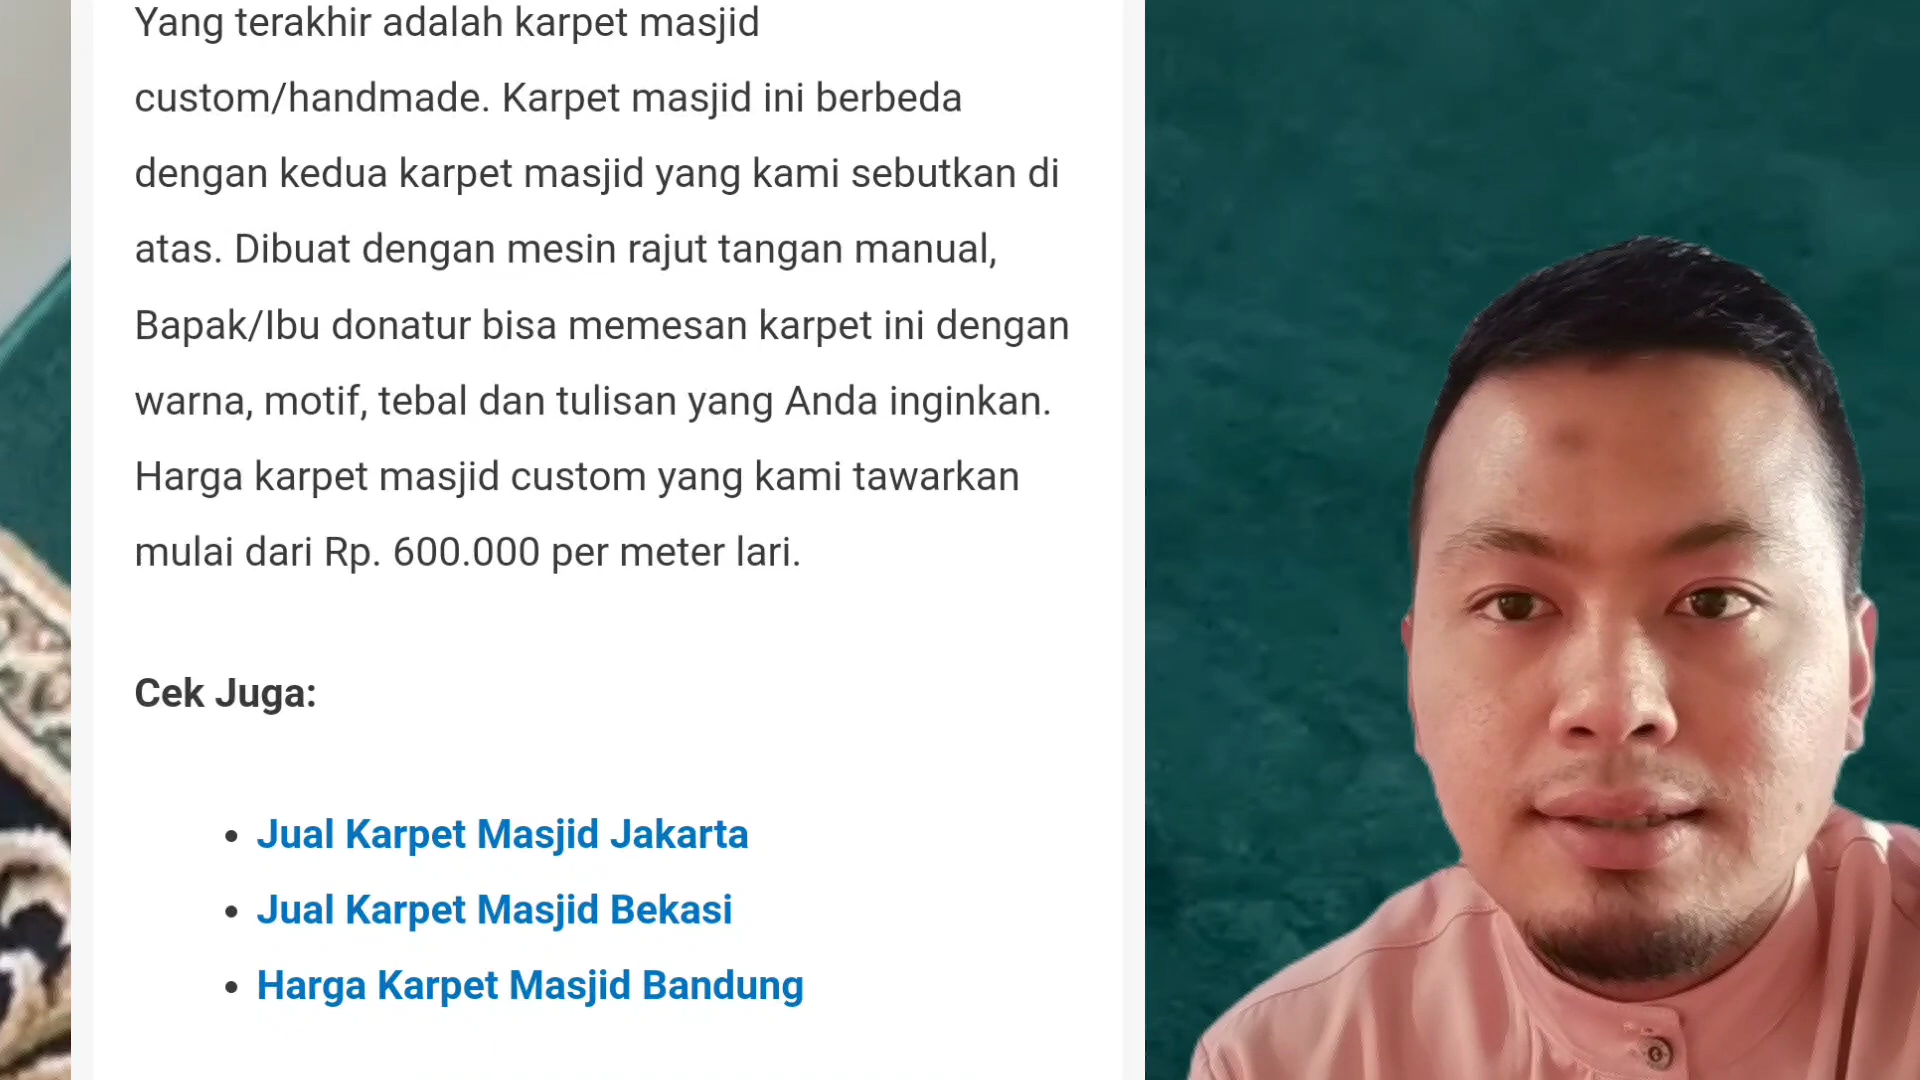 Yang terakhir adalah karpet masjid
custom/handmade. Karpet masjid ini berbeda
dengan kedua karpet masjid yang kami sebutkan di
atas. Dibuat dengan mesin rajut tangan manual,
Bapak/Ibu donatur bisa memesan karpet ini dengan
warna, motif, tebal dan tulisan yang Anda inginkan.
Harga karpet masjid custom yang kami tawarkan
mulai dari Rp. 600.000 per meter lari.
Cek Juga:
• Jual Karpet Masjid Jakarta
• Jual Karpet Masjid Bekasi
• Harga Karpet Masjid Bandung